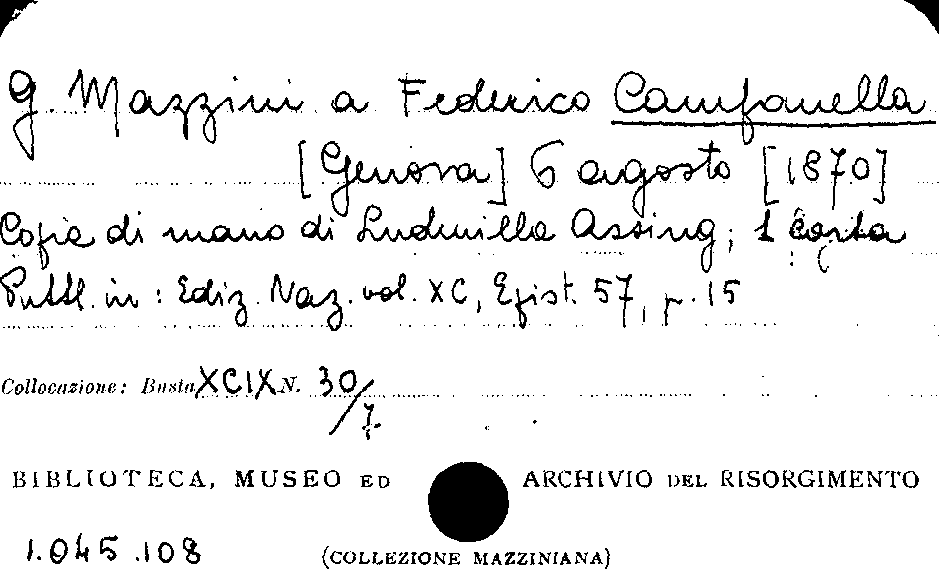 G. Mazzini a Federico Campanella
[Genova] 6 agosto [1870]
Copia di mano di Ludmilla Assing; 1 carta
Pubbl. in: Ediz. Naz. vol. XC, Epist. 57, p. 15
Collocazione: Busta XCIX N. 30/7.
BIBLIOTECA, MUSEO ED ARCHIVIO DEL RISORGIMENTO
1.045.108 (COLLEZIONE MAZZINIANA)